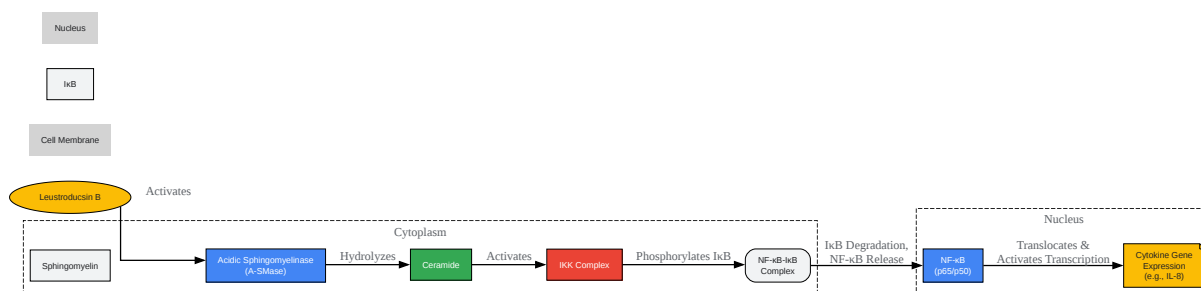 Nucleus
IκB
Cell Membrane
Leustroducsin B
Activates
Cytoplasm
Nucleus
Sphingomyelin
Acidic Sphingomyelinase
(A-SMase)
Hydrolyzes
Ceramide
Activates
IKK Complex
Phosphorylates IκB
NF-κB-IκB
Complex
IκB Degradation,
NF-κB Release
NF-κB
(p65/p50)
Translocates &
Activates Transcription
Cytokine Gene
Expression
(e.g., IL-8)